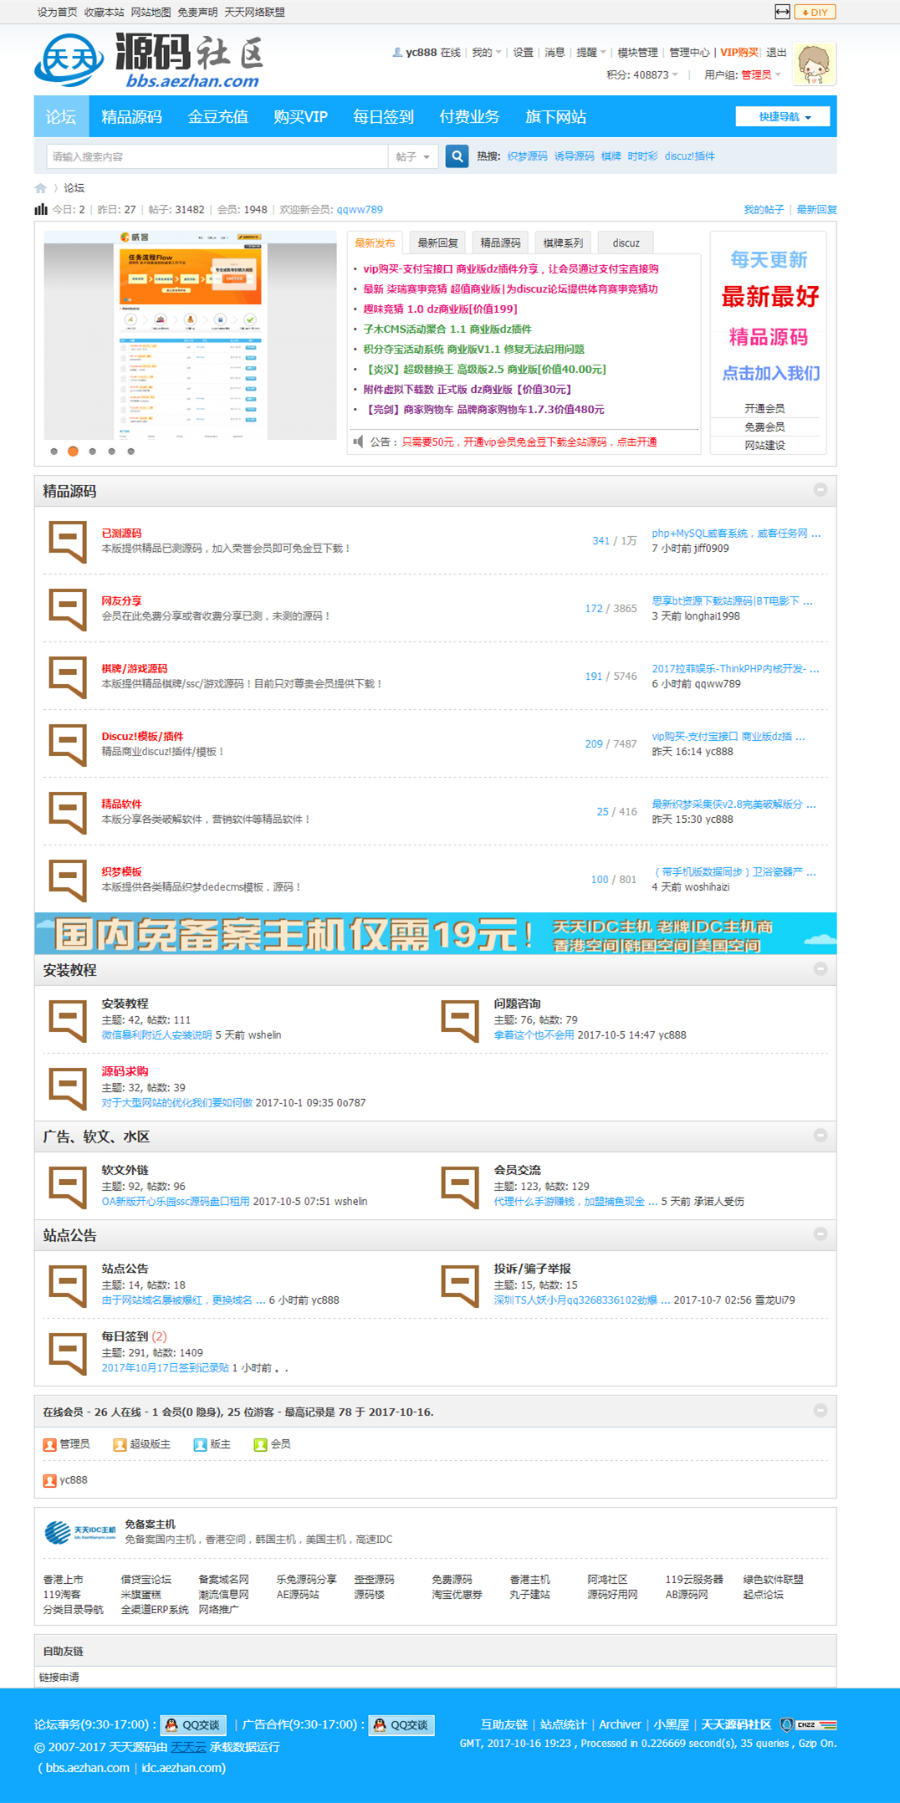 设为首页 收藏本站 网站地图 免责声明 天天网络联盟
DIY
天天 源码社区
bbs.aezhan.com
yc888 在线 | 我的 | 设置 | 消息 | 提醒 | 模块管理 | 管理中心 | VIP购买 | 退出
积分: 408873 | 用户组: 管理员
论坛 精品源码 金豆充值 购买VIP 每日签到 付费业务 旗下网站 快捷导航
请输入搜索内容 帖子 热搜: 织梦源码 诱导源码 棋牌 时时彩 discuz!插件
论坛
今日: 2 | 昨日: 27 | 帖子: 31482 | 会员: 1948 | 欢迎新会员: qqww789
我的帖子 | 最新回复
威客
任务流程Flow
最新发布 最新回复 精品源码 棋牌系列 discuz
vip购买-支付宝接口 商业版dz插件分享，让会员通过支付宝直接购
最新 柒瑞赛事竞猜 超值商业版|为discuz论坛提供体育赛事竞猜功
趣味竞猜 1.0 dz商业版[价值199]
子木CMS活动聚合 1.1 商业版dz插件
积分夺宝活动系统 商业版V1.1 修复无法启用问题
【炎汉】超级替换王 高级版2.5 商业版[价值40.00元]
附件虚拟下载数 正式版 dz商业版【价值30元】
【亮剑】商家购物车 品牌商家购物车1.7.3价值480元
公告： 只需要50元，开通vip会员免金豆下载全站源码，点击开通
每天更新
最新最好
精品源码
点击加入我们
开通会员
免费会员
网站建设
精品源码
已测源码
本版提供精品已测源码，加入荣誉会员即可免金豆下载！
341 / 1万
php+MySQL威客系统，威客任务网 ...
7 小时前 jiff0909
网友分享
会员在此免费分享或者收费分享已测，未测的源码！
172 / 3865
思享bt资源下载站源码|BT电影下 ...
3 天前 longhai1998
棋牌/游戏源码
本版提供精品棋牌/ssc/游戏源码！目前只对尊贵会员提供下载！
191 / 5746
2017拉菲娱乐-ThinkPHP内核开发- ...
6 小时前 qqww789
Discuz!模板/插件
精品商业discuz!插件/模板！
209 / 7487
vip购买-支付宝接口 商业版dz插 ...
昨天 16:14 yc888
精品软件
本版分享各类破解软件，营销软件等精品软件！
25 / 416
最新织梦采集侠v2.8完美破解版分 ...
昨天 15:30 yc888
织梦模板
本版提供各类精品织梦dedecms模板，源码！
100 / 801
（带手机版数据同步）卫浴瓷器产 ...
4 天前 woshihaizi
国内免备案主机仅需19元！ 天天IDC主机 老牌IDC主机商
香港空间|韩国空间|美国空间
安装教程
安装教程
主题: 42, 帖数: 111
微信暴利附近人安装说明 5 天前 wshelin
问题咨询
主题: 76, 帖数: 79
拿着这个也不会用 2017-10-5 14:47 yc888
源码求购
主题: 32, 帖数: 39
对于大型网站的优化我们要如何做 2017-10-1 09:35 0o787
广告、软文、水区
软文外链
主题: 92, 帖数: 96
OA新版开心乐园ssc源码盘口租用 2017-10-5 07:51 wshelin
会员交流
主题: 123, 帖数: 129
代理什么手游赚钱，加盟捕鱼现金 ... 5 天前 承诺人受伤
站点公告
站点公告
主题: 14, 帖数: 18
由于网站域名屡被爆红，更换域名 ... 6 小时前 yc888
投诉/骗子举报
主题: 15, 帖数: 15
深圳TS人妖小月qq3268336102劲爆 ... 2017-10-7 02:56 雪龙Ui79
每日签到 (2)
主题: 291, 帖数: 1409
2017年10月17日签到记录贴 1 小时前 。.
在线会员 - 26 人在线 - 1 会员(0 隐身), 25 位游客 - 最高记录是 78 于 2017-10-16.
管理员 超级版主 版主 会员
yc888
天天IDC主机
免备案主机
免备案国内主机，香港空间，韩国主机，美国主机，高速IDC
香港上市 借贷宝论坛 备案域名网 乐兔源码分享 歪歪源码 免费源码 香港主机 阿鸿社区 119云服务器 绿色软件联盟
119淘客 米旗蛋糕 潮流信息网 AE源码站 源码楼 淘宝优惠券 丸子建站 源码好用网 AB源码网 起点论坛
分类目录导航 全渠道ERP系统 网络推广
自助友链
链接申请
论坛事务(9:30-17:00)： QQ交谈 | 广告合作(9:30-17:00)： QQ交谈
互助友链 | 站点统计 | Archiver | 小黑屋 | 天天源码社区 CNZZ
© 2007-2017 天天源码由 天天云 承载数据运行
GMT, 2017-10-16 19:23 , Processed in 0.226669 second(s), 35 queries , Gzip On.
（ bbs.aezhan.com | idc.aezhan.com)